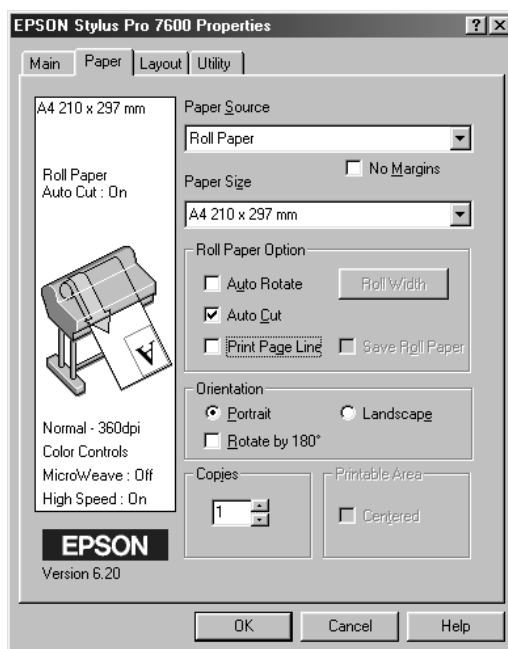 EPSON Stylus Pro 7600 Properties
Main Paper Layout Utility
A4 210 x 297 mm
Roll Paper
Auto Cut : On
A
Normal - 360dpi
Color Controls
MicroWeave : Off
High Speed : On
EPSON
Version 6.20
Paper Source
Roll Paper
No Margins
Paper Size
A4 210 x 297 mm
Roll Paper Option
Auto Rotate Roll Width
Auto Cut
Print Page Line Save Roll Paper
Orientation
Portrait Landscape
Rotate by 180°
Copies
1
Printable Area
Centered
OK Cancel Help